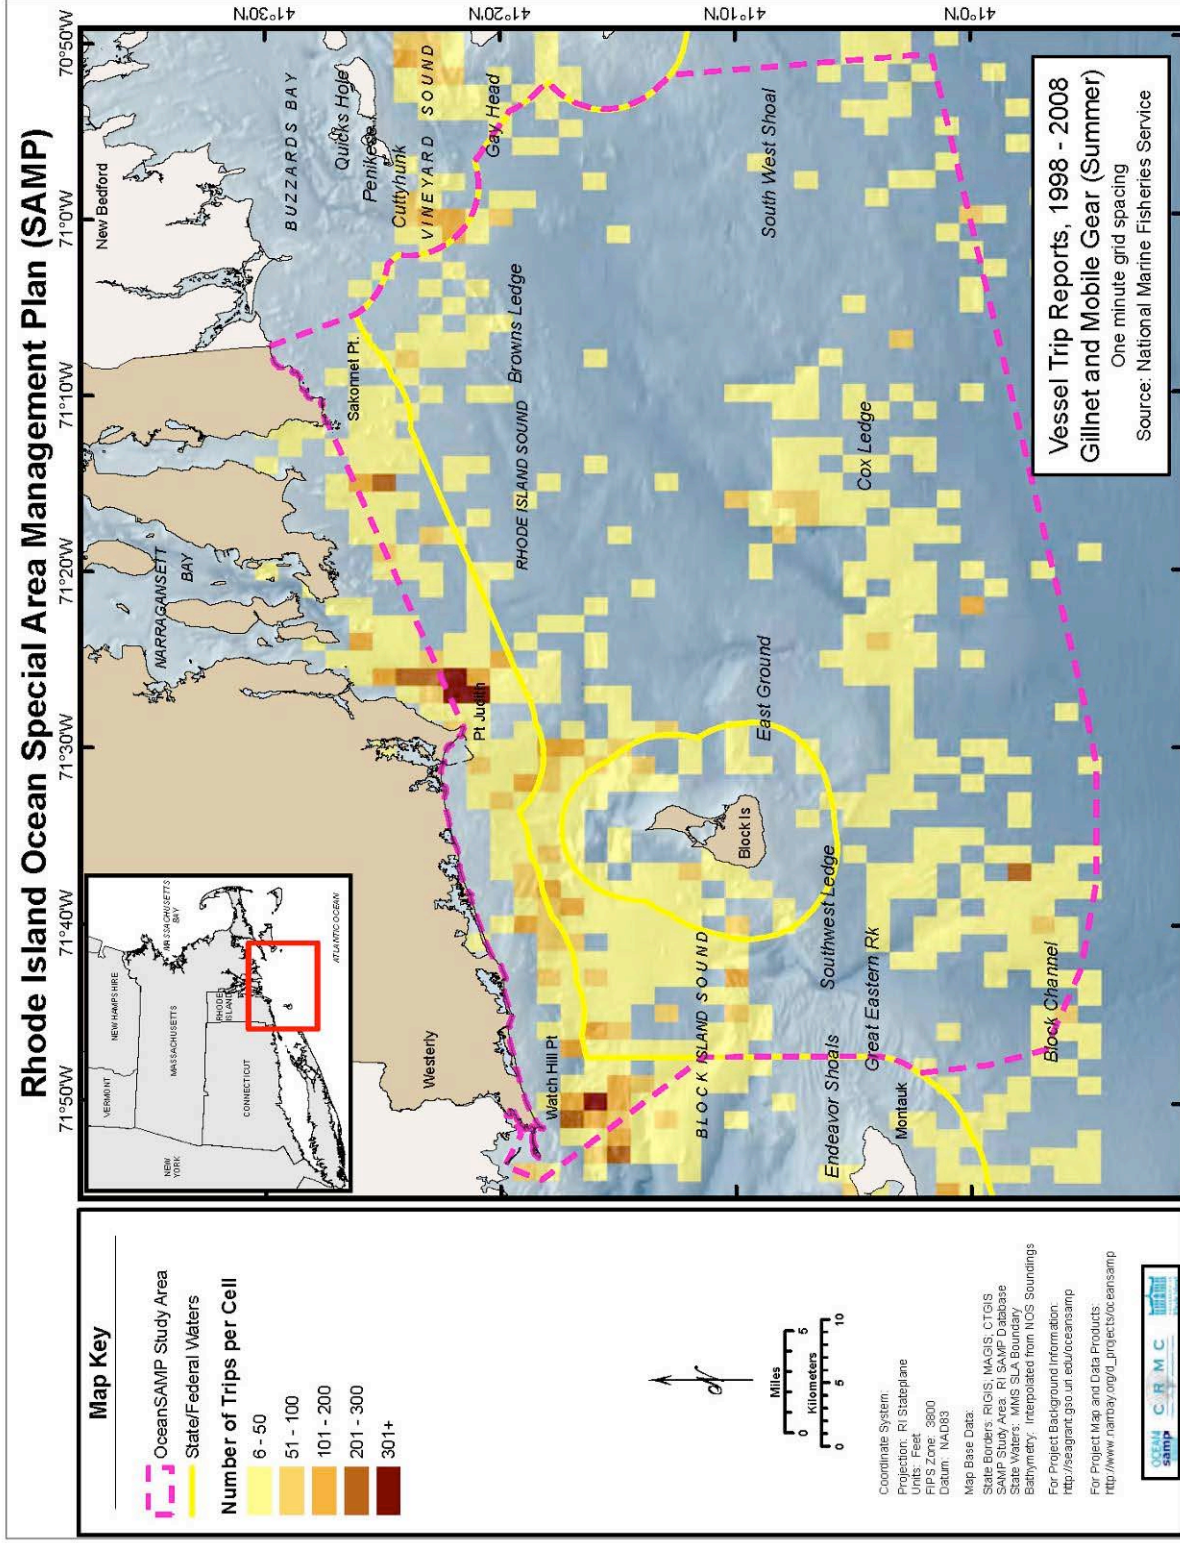 Rhode Island Ocean Special Area Management Plan (SAMP)
Map Key
OceanSAMP Study Area
State/Federal Waters
Number of Trips per Cell
6 - 50
51 - 100
101 - 200
201 - 300
301+
N
Miles
0 5
Kilometers
0 5 10
Coordinate System:
Projection: RI Stateplane
Units: Feet
FIPS Zone: 3800
Datum: NAD83
Map Base Data:
State Borders: RIGIS, MAGIS, CTGIS
SAMP Study Area: RI SAMP Database
State Waters: MMS SLA Boundary
Bathymetry: Interpolated from NOS Soundings
For Project Background Information:
http://seagrant.gso.uri.edu/oceansamp
For Project Map and Data Products:
http://www.narrbay.org/d_projects/oceansamp
OCEAN
samp
C R M C
71°50'W
71°40'W
71°30'W
71°20'W
71°10'W
71°0'W
70°50'W
41°30'N
41°20'N
41°10'N
41°0'N
VERMONT
NEW HAMPSHIRE
MASSACHUSETTS
BAY
MASSACHUSETTS
NEW
YORK
CONNECTICUT
RHODE
ISLAND
ATLANTIC OCEAN
New Bedford
BUZZARDS BAY
NARRAGANSETT
BAY
Quicks Hole
Penikese
Cuttyhunk
VINEYARD SOUND
Gay Head
Sakonnet Pt.
Westerly
Pt Judith
Watch Hill Pt
RHODE ISLAND SOUND
Browns Ledge
BLOCK ISLAND SOUND
Block Is
East Ground
South West Shoal
Southwest Ledge
Endeavor Shoals
Great Eastern Rk
Cox Ledge
Montauk
Block Channel
Vessel Trip Reports, 1998 - 2008
Gillnet and Mobile Gear (Summer)
One minute grid spacing
Source: National Marine Fisheries Service